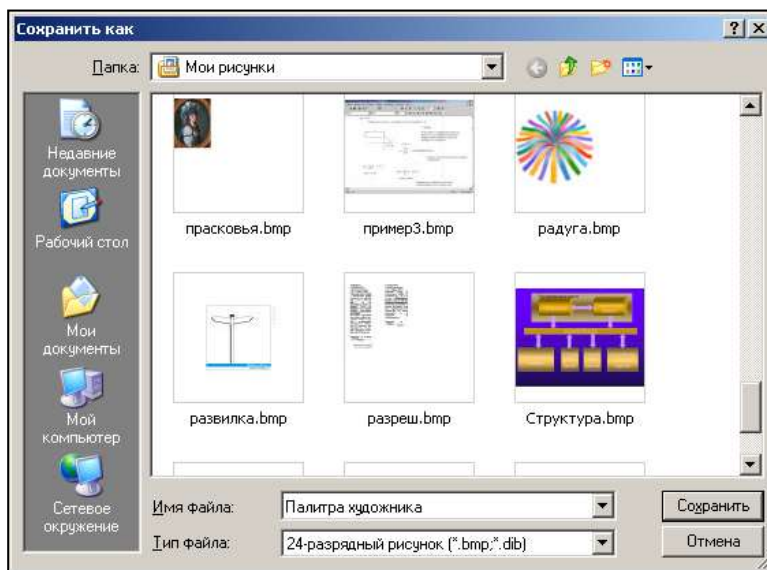 Сохранить как
Папка:
Мои рисунки
Недавние
документы
Рабочий стол
Мои
документы
Мой
компьютер
Сетевое
окружение
прасковья.bmp
пример3.bmp
радуга.bmp
развилка.bmp
разреш.bmp
Структура.bmp
Имя файла:
Палитра художника
Сохранить
Тип файла:
24-разрядный рисунок (*.bmp;*.dib)
Отмена